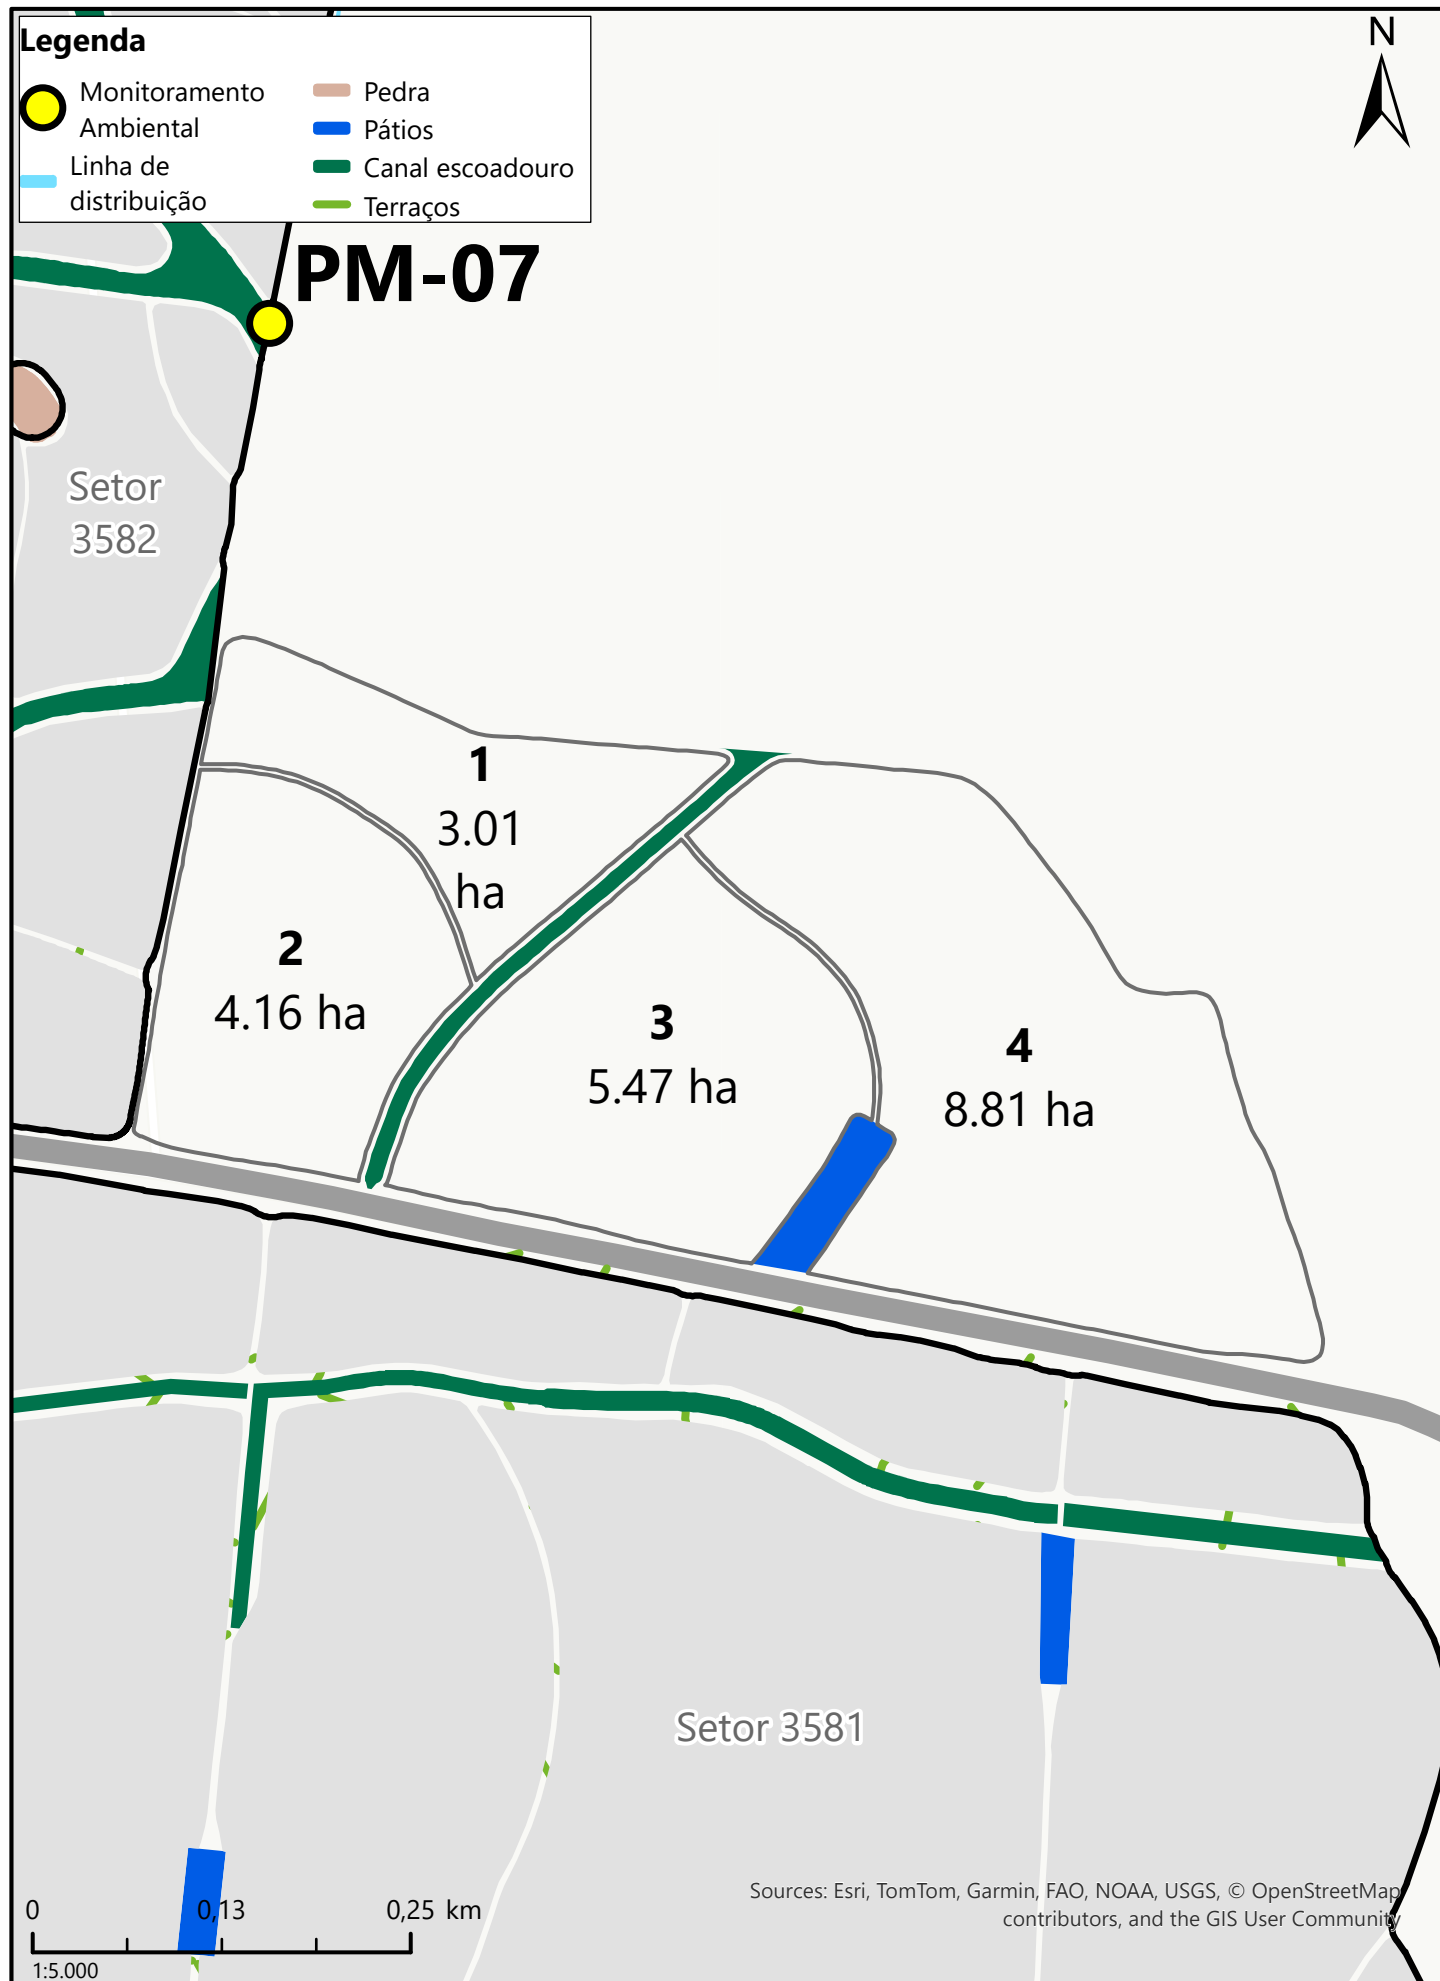 Legenda
Monitoramento
Ambiental
Linha de
distribuição
Pedra
Pátios
Canal escoadouro
Terraços
N
PM-07
Setor
3582
1
3.01
ha
2
4.16 ha
3
5.47 ha
4
8.81 ha
Setor 3581
Sources: Esri, TomTom, Garmin, FAO, NOAA, USGS, © OpenStreetMap
contributors, and the GIS User Community
0 0,13 0,25 km
1:5.000